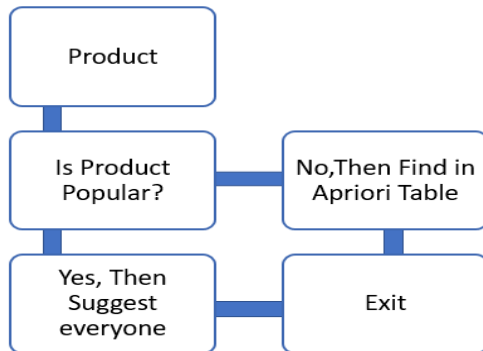 Product
Is Product
Popular?
No,Then Find in
Apriori Table
Yes, Then
Suggest
everyone
Exit